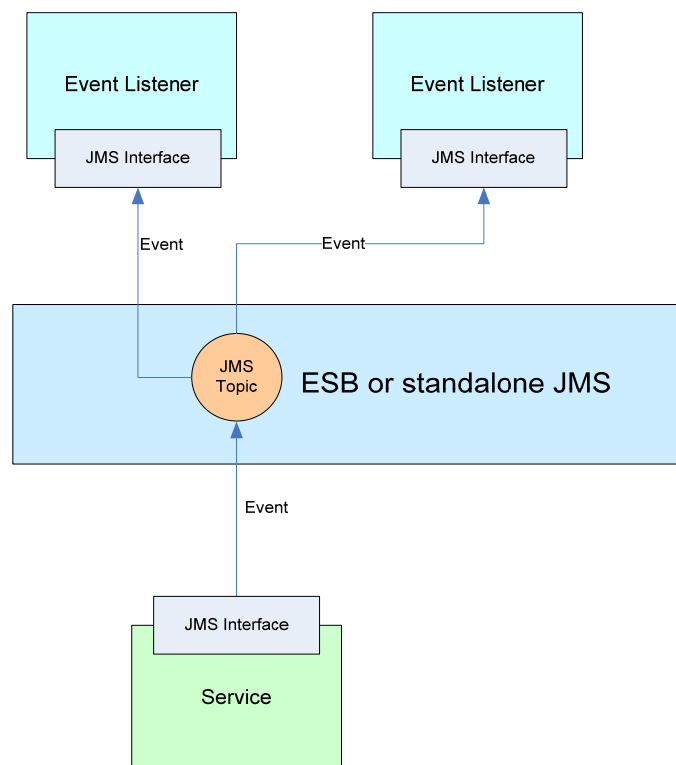 Event Listener
Event Listener
JMS Interface
JMS Interface
Event
Event
JMS
Topic
ESB or standalone JMS
Event
JMS Interface
Service